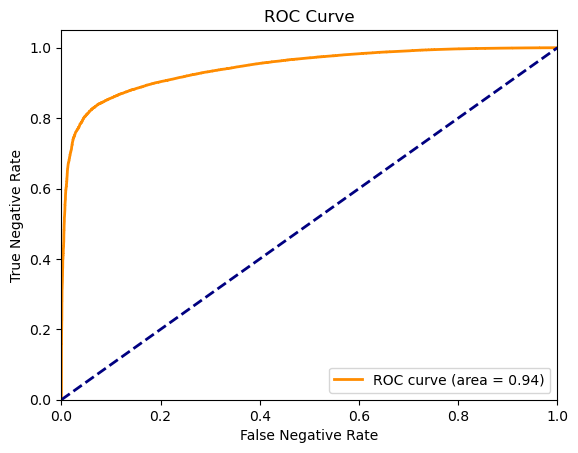 ROC Curve
1.0
0.8
0.6
0.4
0.2
0.0
True Negative Rate
ROC curve (area = 0.94)
0.0 0.2 0.4 0.6 0.8 1.0
False Negative Rate